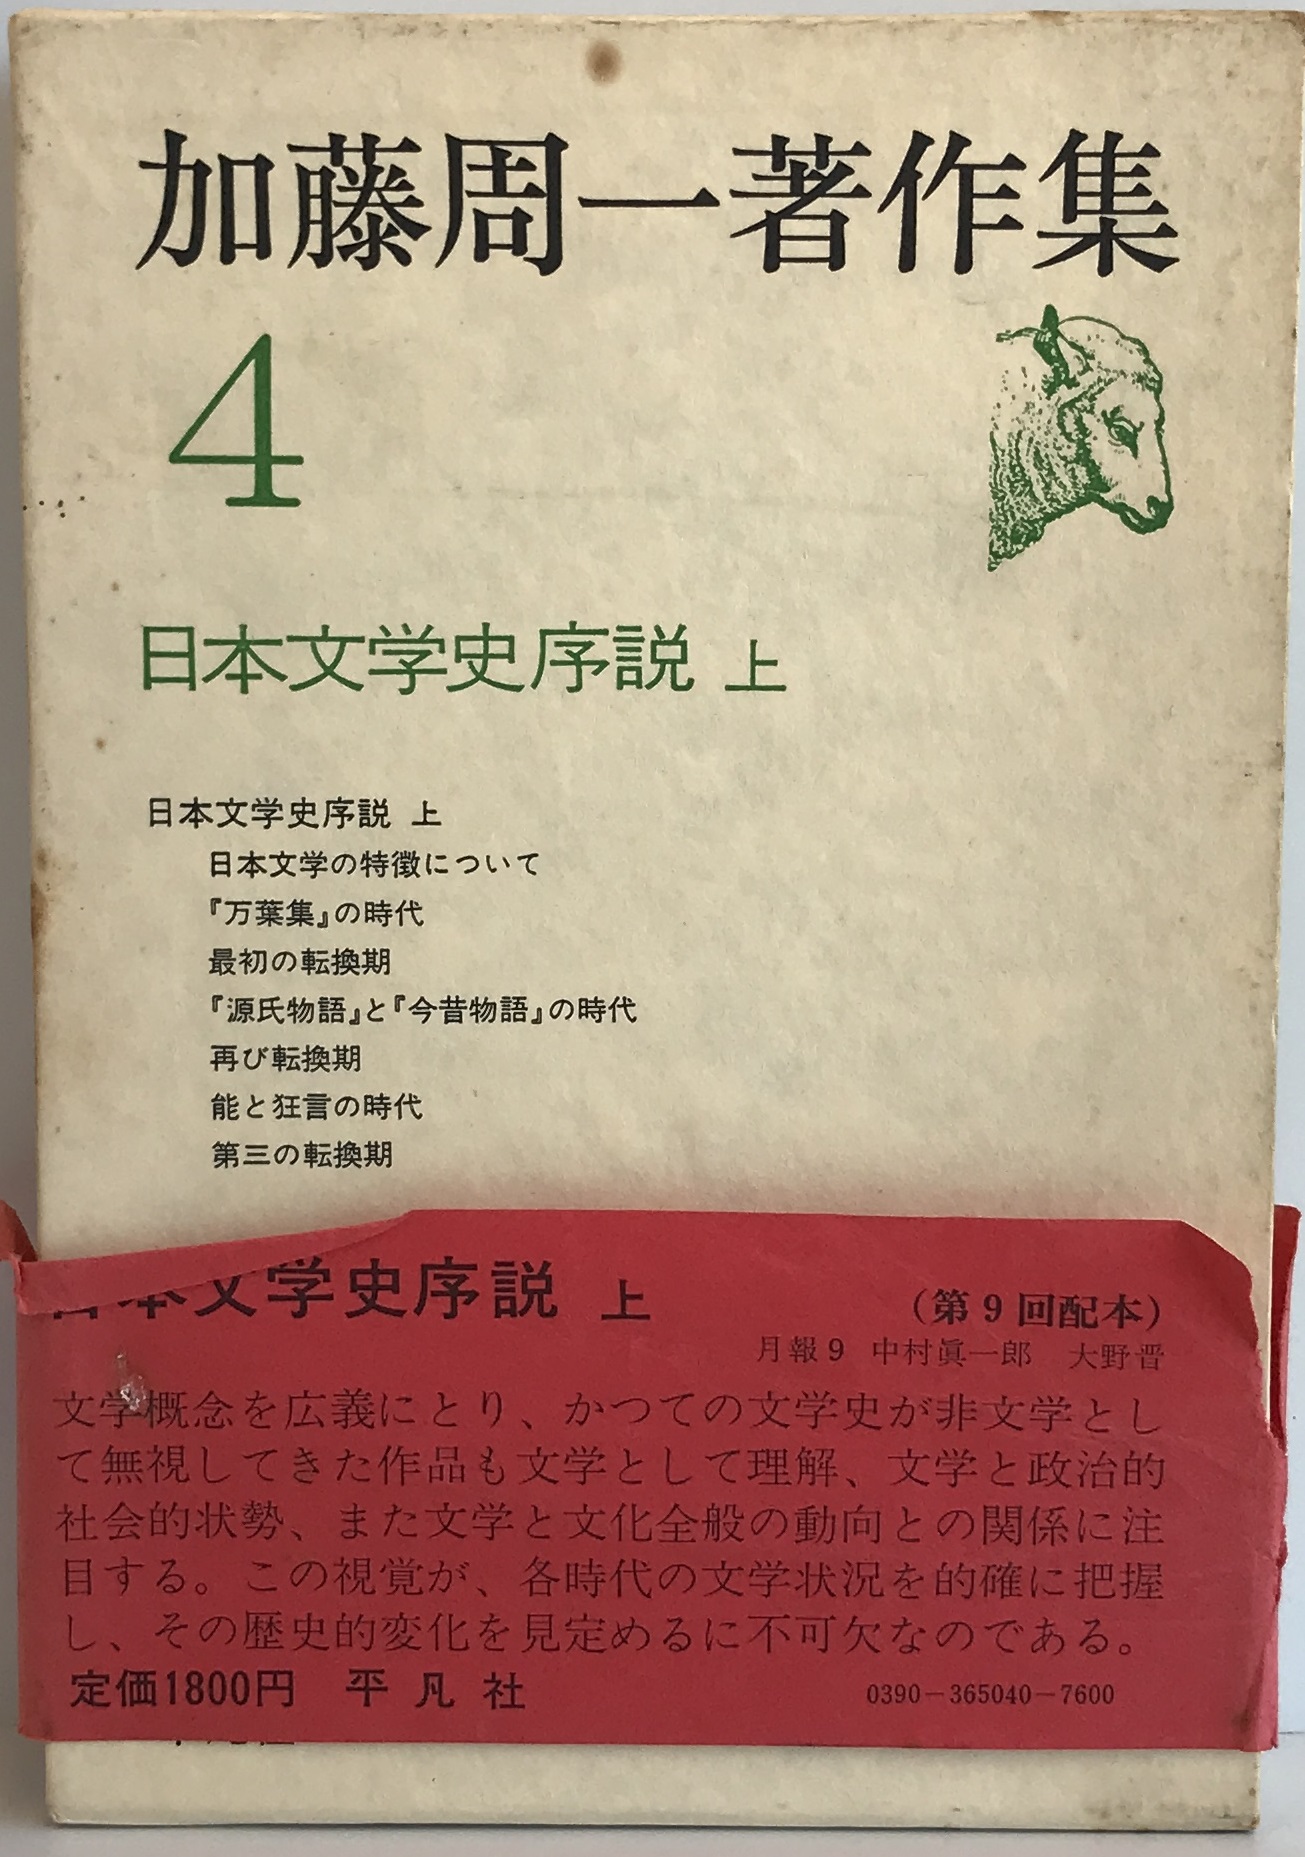 加藤周一著作集
4
日本文学史序説 上
日本文学史序説 上
日本文学の特徴について
『万葉集』の時代
最初の転換期
『源氏物語』と『今昔物語』の時代
再び転換期
能と狂言の時代
第三の転換期
日本文学史序説 上
(第9回配本)
月報9 中村眞一郎 大野晋
文学概念を広義にとり、かつての文学史が非文学とし
て無視してきた作品も文学として理解、文学と政治的
社会的状勢、また文学と文化全般の動向との関係に注
目する。この視覚が、各時代の文学状況を的確に把握
し、その歴史的変化を見定めるに不可欠なのである。
定価1800円 平凡社
0390-365040-7600